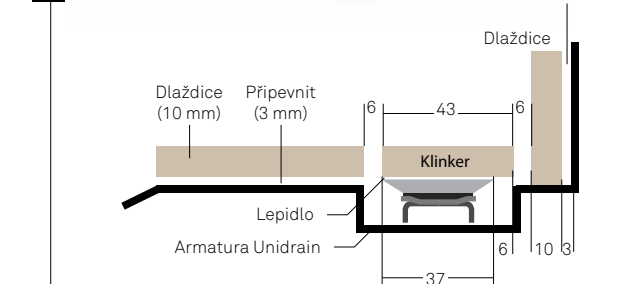 Dlaždice
Dlaždice
(10 mm)
Připevnit
(3 mm)
6
43
6
Klinker
Lepidlo
Armatura Unidrain
6
10
3
37